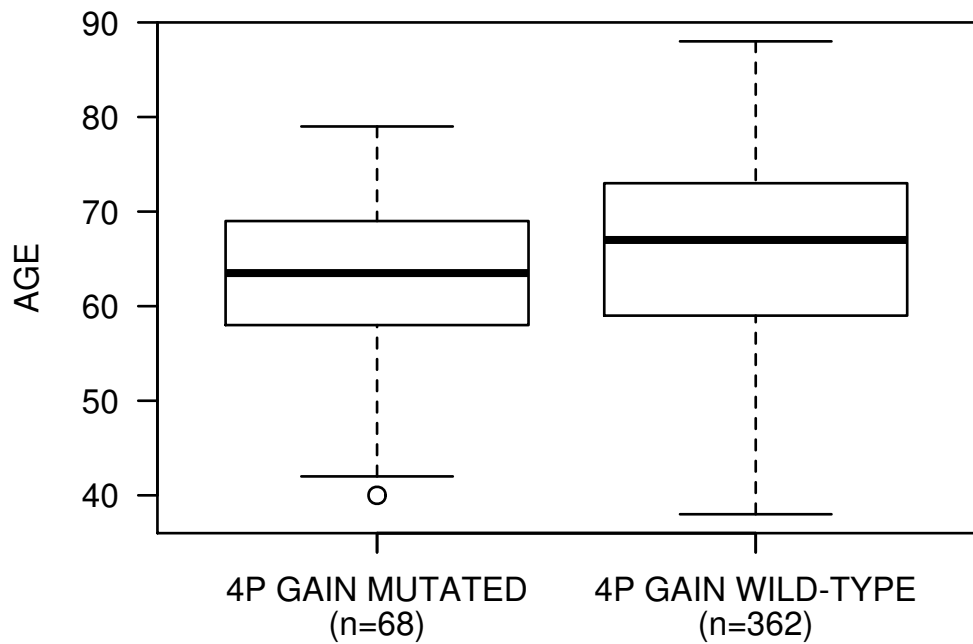 90
80
70
60
50
40
AGE
4P GAIN MUTATED
(n=68)
4P GAIN WILD-TYPE
(n=362)